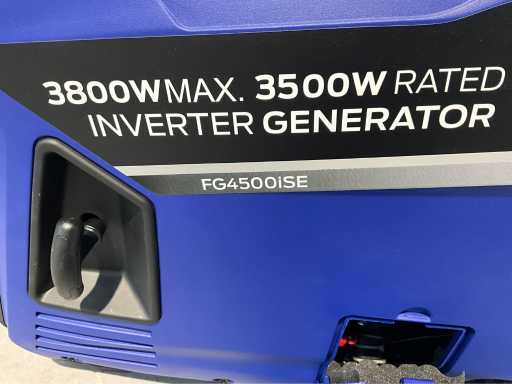 3800W MAX. 3500W RATED
INVERTER GENERATOR
FG4500iSE